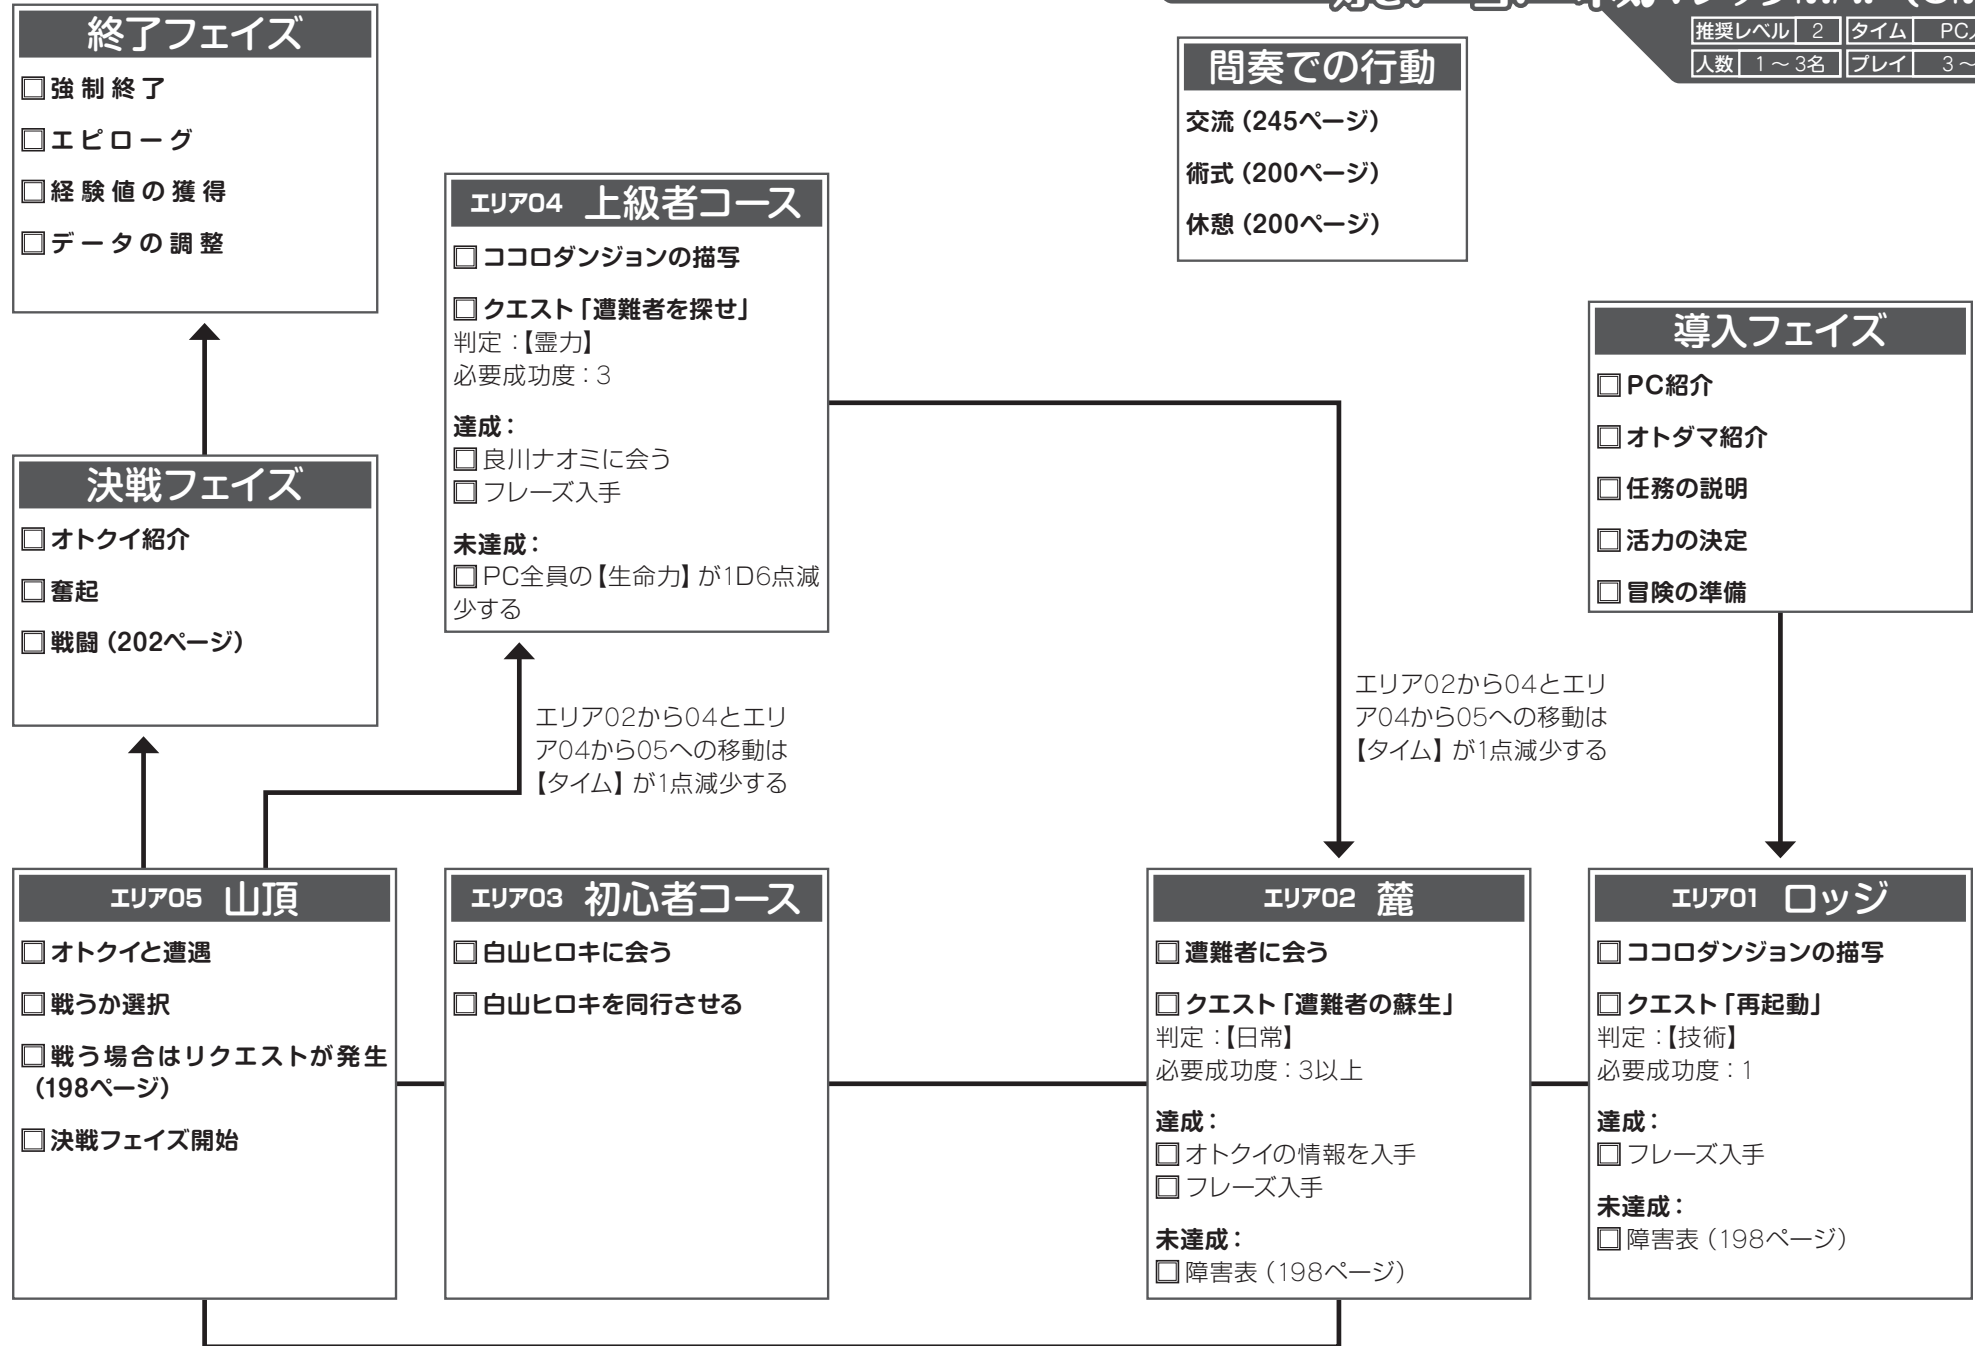 推奨レベル 2 タイム
人数 1～3名 プレイ 3～
間奏での行動
交流（245ページ）
術式（200ページ）
休憩（200ページ）
導入フェイズ
□PC紹介
□オトダマ紹介
□任務の説明
□活力の決定
□冒険の準備
エリア01 ロッジ
□ココロダンジョンの描写
□クエスト「再起動」
判定：【技術】
必要成功度：1
達成：
□フレーズ入手
未達成：
□障害表（198ページ）
エリア02 麓
□遭難者に会う
□クエスト「遭難者の蘇生」
判定：【日常】
必要成功度：3以上
達成：
□オトクイの情報を入手
□フレーズ入手
未達成：
□障害表（198ページ）
エリア02から04とエリ
ア04から05への移動は
【タイム】が1点減少する
エリア03 初心者コース
□白山ヒロキに会う
□白山ヒロキを同行させる
エリア04 上級者コース
□ココロダンジョンの描写
□クエスト「遭難者を探せ」
判定：【霊力】
必要成功度：3
達成：
□良川ナオミに会う
□フレーズ入手
未達成：
□PC全員の【生命力】が1D6点減
少する
エリア02から04とエリ
ア04から05への移動は
【タイム】が1点減少する
エリア05 山頂
□オトクイと遭遇
□戦うか選択
□戦う場合はリクエストが発生
（198ページ）
□決戦フェイズ開始
決戦フェイズ
□オトクイ紹介
□奮起
□戦闘（202ページ）
終了フェイズ
□強制終了
□エピローグ
□経験値の獲得
□データの調整